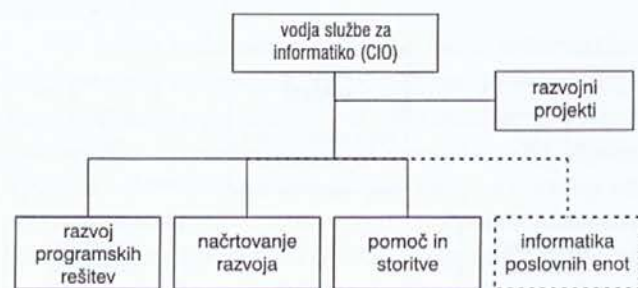 vodja službe za
informatiko (CIO)
razvojni
projekti
razvoj
programskih
rešitev
načrtovanje
razvoja
pomoč in
storitve
informatika
poslovnih enot